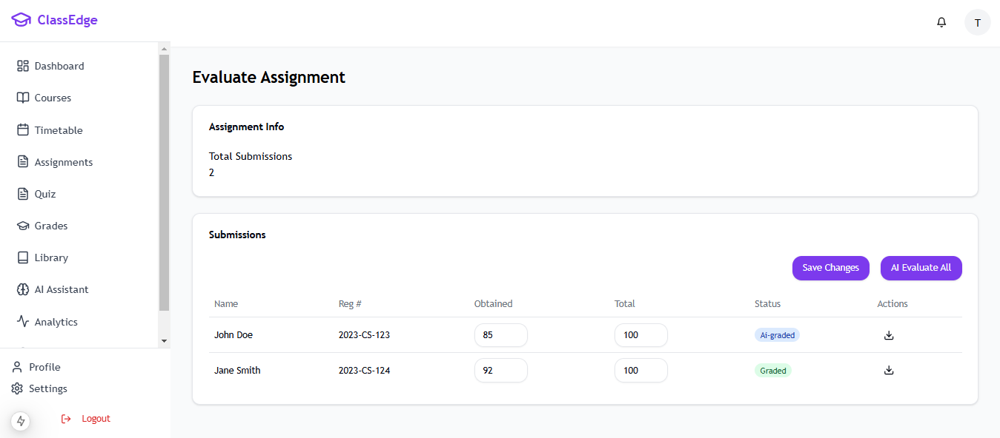 ClassEdge
T
Dashboard
Courses
Timetable
Assignments
Quiz
Grades
Library
AI Assistant
Analytics
Profile
Settings
Logout
Evaluate Assignment
Assignment Info
Total Submissions
2
Submissions
Save Changes AI Evaluate All
Name Reg # Obtained Total Status Actions
John Doe 2023-CS-123 85 100 Ai-graded
Jane Smith 2023-CS-124 92 100 Graded